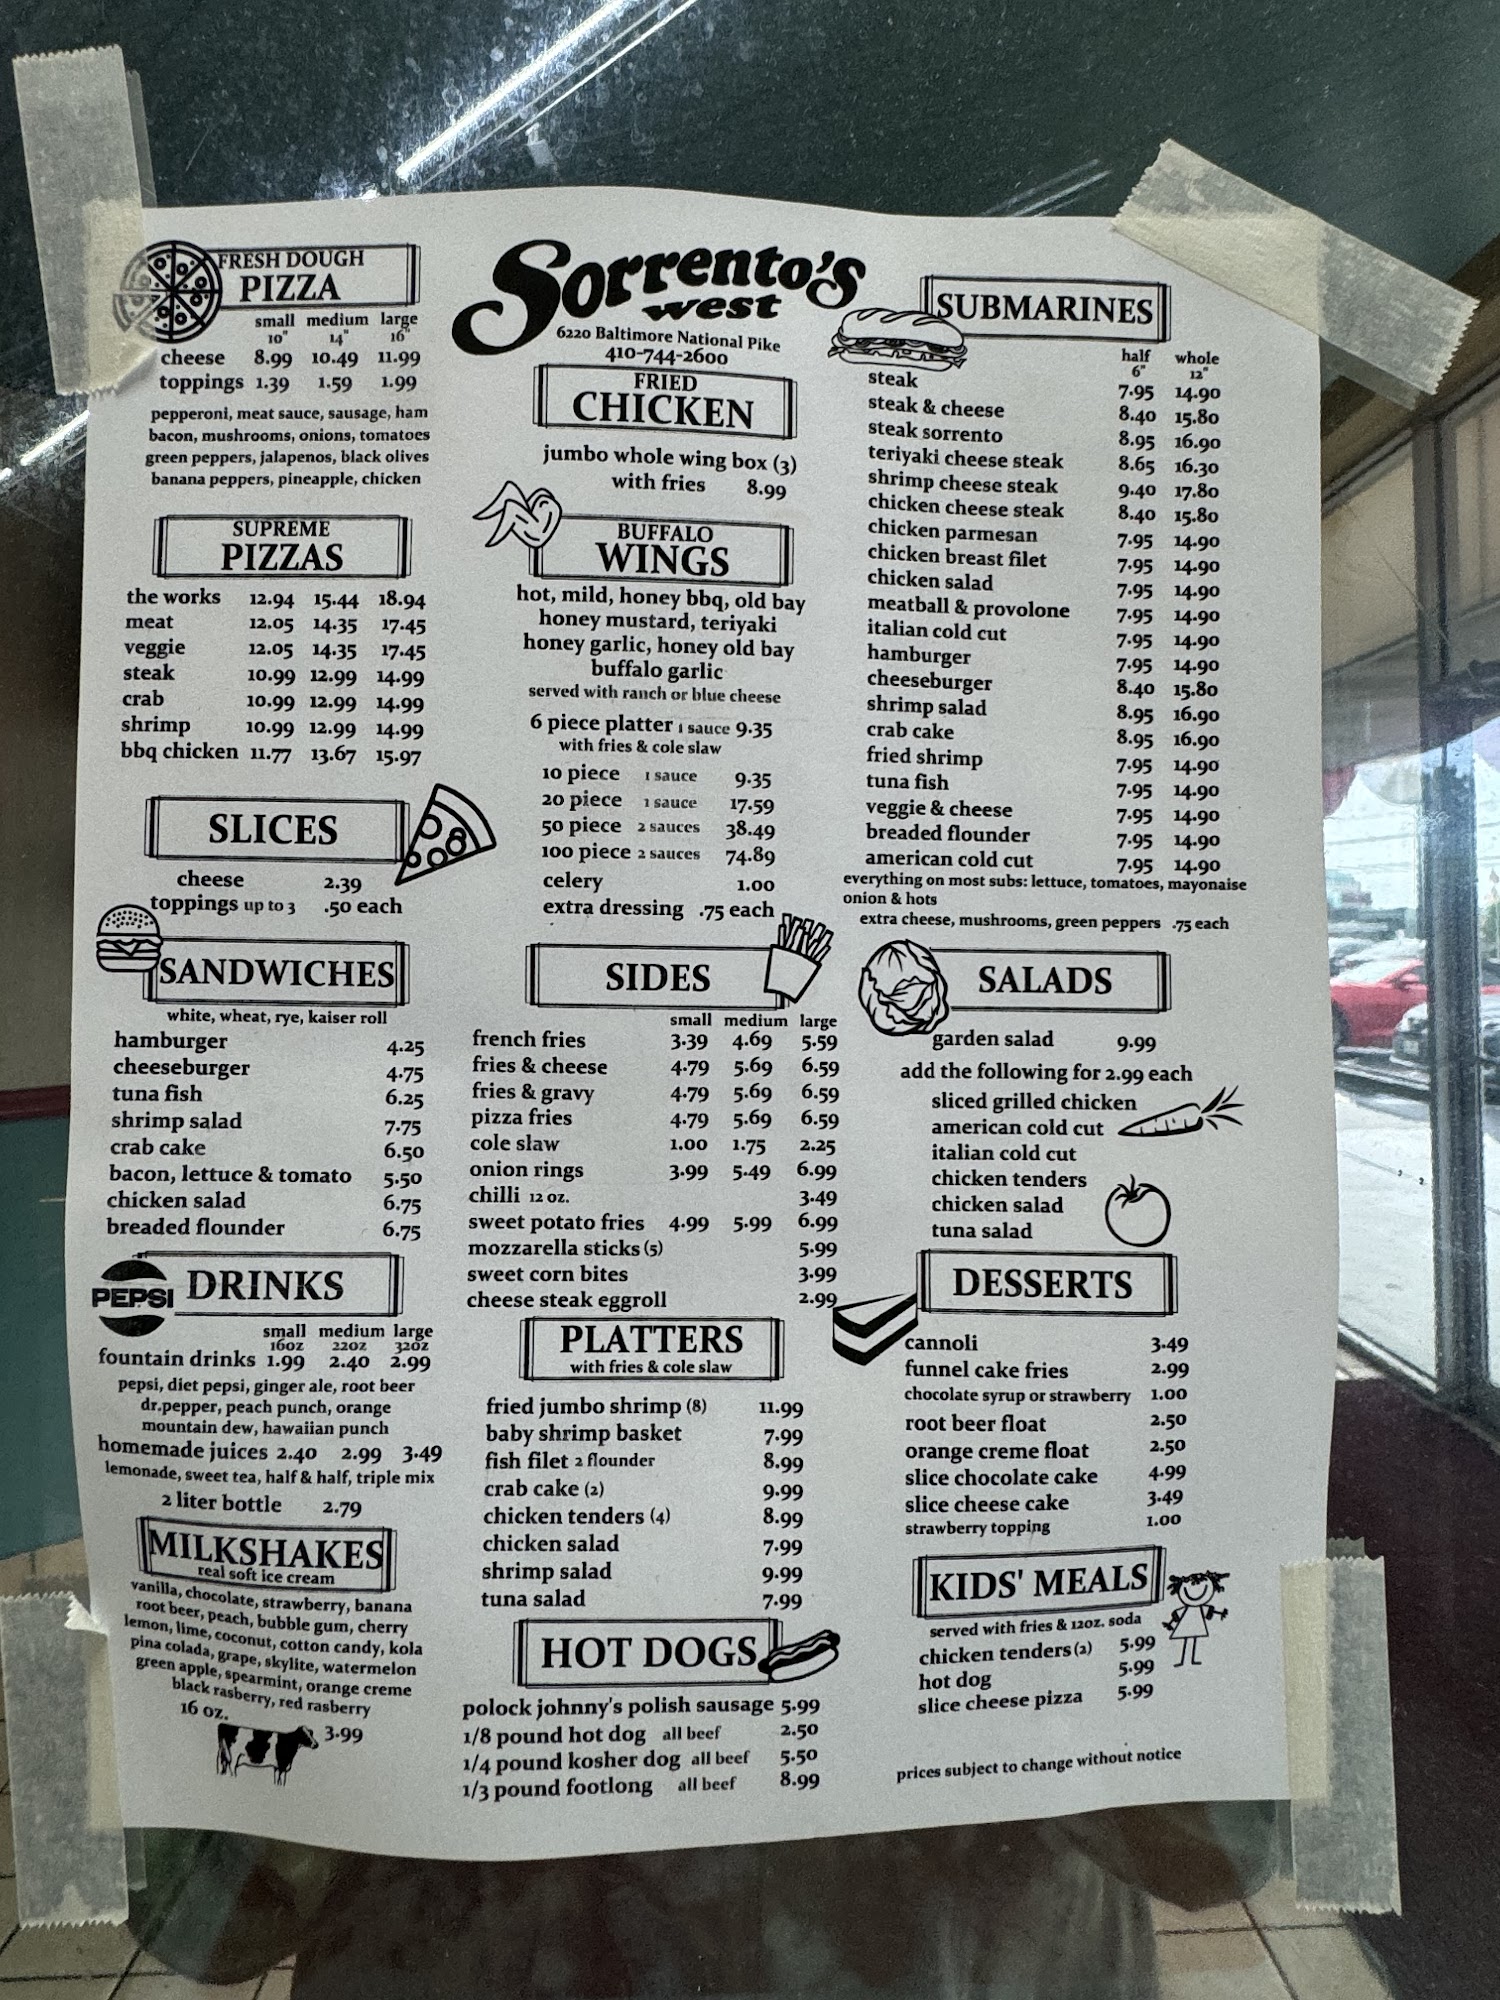 FRESH DOUGH
PIZZA
small medium large
10" 14" 16"
cheese 8.99 10.49 11.99
toppings 1.39 1.59 1.99
pepperoni, meat sauce, sausage, ham
bacon, mushrooms, onions, tomatoes
green peppers, jalapenos, black olives
banana peppers, pineapple, chicken
SUPREME
PIZZAS
the works 12.94 15.44 18.94
meat 12.05 14.35 17.45
veggie 12.05 14.35 17.45
steak 10.99 12.99 14.99
crab 10.99 12.99 14.99
shrimp 10.99 12.99 14.99
bbq chicken 11.77 13.67 15.97
SLICES
cheese 2.39
toppings up to 3 .50 each
SANDWICHES
white, wheat, rye, kaiser roll
hamburger 4.25
cheeseburger 4.75
tuna fish 6.25
shrimp salad 7.75
crab cake 6.50
bacon, lettuce & tomato 5.50
chicken salad 6.75
breaded flounder 6.75
PEPSI DRINKS
small medium large
16oz 22oz 32oz
fountain drinks 1.99 2.40 2.99
pepsi, diet pepsi, ginger ale, root beer
dr.pepper, peach punch, orange
mountain dew, hawaiian punch
homemade juices 2.40 2.99 3.49
lemonade, sweet tea, half & half, triple mix
2 liter bottle 2.79
MILKSHAKES
real soft ice cream
vanilla, chocolate, strawberry, banana
root beer, peach, bubble gum, cherry
lemon, lime, coconut, cotton candy, kola
pina colada, grape, skylite, watermelon
green apple, spearmint, orange creme
black rasberry, red rasberry
16 oz. 3.99
Sorrento's
west
6220 Baltimore National Pike
410-744-2600
FRIED
CHICKEN
jumbo whole wing box (3)
with fries 8.99
BUFFALO
WINGS
hot, mild, honey bbq, old bay
honey mustard, teriyaki
honey garlic, honey old bay
buffalo garlic
served with ranch or blue cheese
6 piece platter 1 sauce 9.35
with fries & cole slaw
10 piece 1 sauce 9.35
20 piece 1 sauce 17.59
50 piece 2 sauces 38.49
100 piece 2 sauces 74.89
celery 1.00
extra dressing .75 each
SIDES
small medium large
french fries 3.39 4.69 5.59
fries & cheese 4.79 5.69 6.59
fries & gravy 4.79 5.69 6.59
pizza fries 4.79 5.69 6.59
cole slaw 1.00 1.75 2.25
onion rings 3.99 5.49 6.99
chilli 12 oz. 3.49
sweet potato fries 4.99 5.99 6.99
mozzarella sticks (5) 5.99
sweet corn bites 3.99
cheese steak eggroll 2.99
PLATTERS
with fries & cole slaw
fried jumbo shrimp (8) 11.99
baby shrimp basket 7.99
fish filet 2 flounder 8.99
crab cake (2) 9.99
chicken tenders (4) 8.99
chicken salad 7.99
shrimp salad 9.99
tuna salad 7.99
HOT DOGS
polock johnny's polish sausage 5.99
1/8 pound hot dog all beef 2.50
1/4 pound kosher dog all beef 5.50
1/3 pound footlong all beef 8.99
SUBMARINES
half whole
6" 12"
steak 7.95 14.90
steak & cheese 8.40 15.80
steak sorrento 8.95 16.90
teriyaki cheese steak 8.65 16.30
shrimp cheese steak 9.40 17.80
chicken cheese steak 8.40 15.80
chicken parmesan 7.95 14.90
chicken breast filet 7.95 14.90
chicken salad 7.95 14.90
meatball & provolone 7.95 14.90
italian cold cut 7.95 14.90
hamburger 7.95 14.90
cheeseburger 8.40 15.80
shrimp salad 8.95 16.90
crab cake 8.95 16.90
fried shrimp 7.95 14.90
tuna fish 7.95 14.90
veggie & cheese 7.95 14.90
breaded flounder 7.95 14.90
american cold cut 7.95 14.90
everything on most subs: lettuce, tomatoes, mayonaise
onion & hots
extra cheese, mushrooms, green peppers .75 each
SALADS
garden salad 9.99
add the following for 2.99 each
sliced grilled chicken
american cold cut
italian cold cut
chicken tenders
chicken salad
tuna salad
DESSERTS
cannoli 3.49
funnel cake fries 2.99
chocolate syrup or strawberry 1.00
root beer float 2.50
orange creme float 2.50
slice chocolate cake 4.99
slice cheese cake 3.49
strawberry topping 1.00
KIDS' MEALS
served with fries & 12oz. soda
chicken tenders (2) 5.99
hot dog 5.99
slice cheese pizza 5.99
prices subject to change without notice